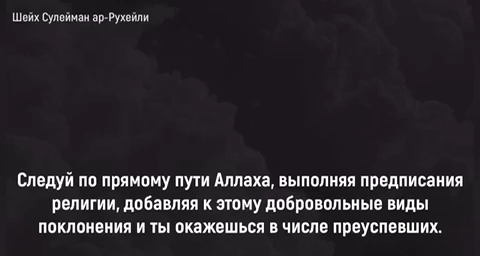 Шейх Сулейман ар-Рухейли
Следуй по прямому пути Аллаха, выполняя предписания
религии, добавляя к этому добровольные виды
поклонения и ты окажешься в числе преуспевших.